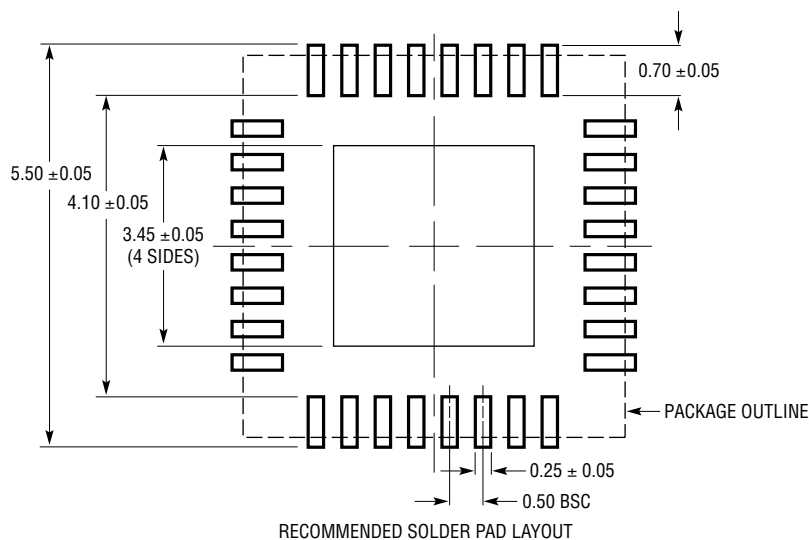 0.70 ±0.05
5.50 ±0.05
4.10 ±0.05
3.45 ±0.05
(4 SIDES)
PACKAGE OUTLINE
0.25 ± 0.05
0.50 BSC
RECOMMENDED SOLDER PAD LAYOUT